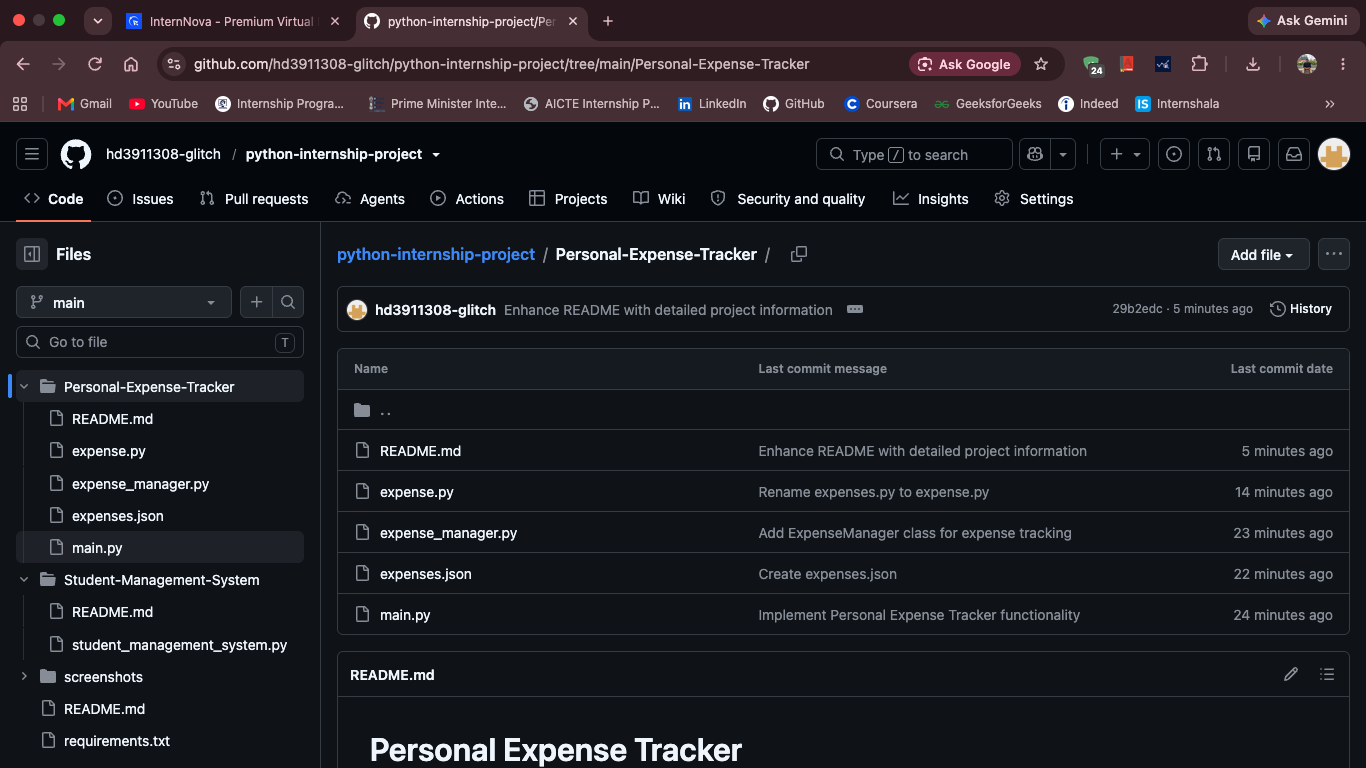 InternNova - Premium Virtual
python-internship-project/Per
Ask Gemini
github.com/hd3911308-glitch/python-internship-project/tree/main/Personal-Expense-Tracker
Ask Google
24
Gmail
YouTube
Internship Progra...
Prime Minister Inte...
AICTE Internship P...
LinkedIn
GitHub
Coursera
GeeksforGeeks
Indeed
Internshala
hd3911308-glitch / python-internship-project
Type / to search
Code
Issues
Pull requests
Agents
Actions
Projects
Wiki
Security and quality
Insights
Settings
Files
main
Go to file
T
Personal-Expense-Tracker
README.md
expense.py
expense_manager.py
expenses.json
main.py
Student-Management-System
README.md
student_management_system.py
screenshots
README.md
requirements.txt
python-internship-project / Personal-Expense-Tracker /
Add file
hd3911308-glitch Enhance README with detailed project information
29b2edc · 5 minutes ago
History
Name Last commit message Last commit date
..
README.md Enhance README with detailed project information 5 minutes ago
expense.py Rename expenses.py to expense.py 14 minutes ago
expense_manager.py Add ExpenseManager class for expense tracking 23 minutes ago
expenses.json Create expenses.json 22 minutes ago
main.py Implement Personal Expense Tracker functionality 24 minutes ago
README.md
Personal Expense Tracker